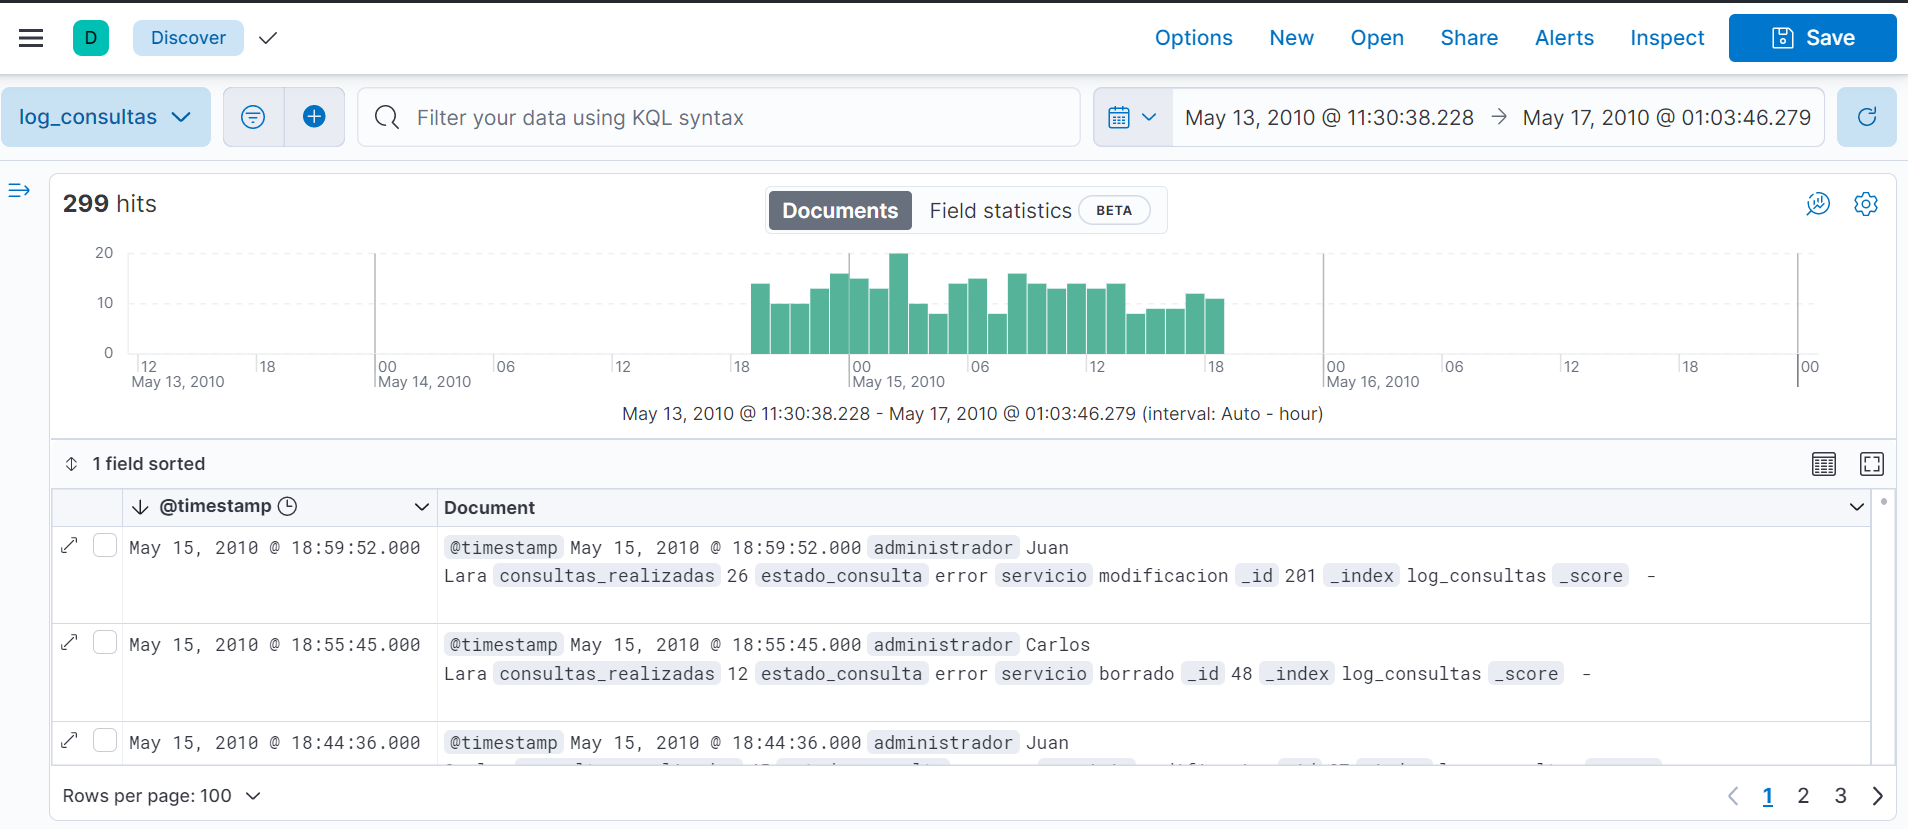 D Discover Options New Open Share Alerts Inspect Save
log_consultas Filter your data using KQL syntax May 13, 2010 @ 11:30:38.228 → May 17, 2010 @ 01:03:46.279
299 hits Documents Field statistics BETA
20
10
0
12 18 00 06 12 18 00 06 12 18 00 06 12 18 00
May 13, 2010 May 14, 2010 May 15, 2010 May 16, 2010
May 13, 2010 @ 11:30:38.228 - May 17, 2010 @ 01:03:46.279 (interval: Auto - hour)
1 field sorted
@timestamp Document
May 15, 2010 @ 18:59:52.000 @timestamp May 15, 2010 @ 18:59:52.000 administrador Juan
Lara consultas_realizadas 26 estado_consulta error servicio modificacion _id 201 _index log_consultas _score -
May 15, 2010 @ 18:55:45.000 @timestamp May 15, 2010 @ 18:55:45.000 administrador Carlos
Lara consultas_realizadas 12 estado_consulta error servicio borrado _id 48 _index log_consultas _score -
May 15, 2010 @ 18:44:36.000 @timestamp May 15, 2010 @ 18:44:36.000 administrador Juan
Rows per page: 100 1 2 3